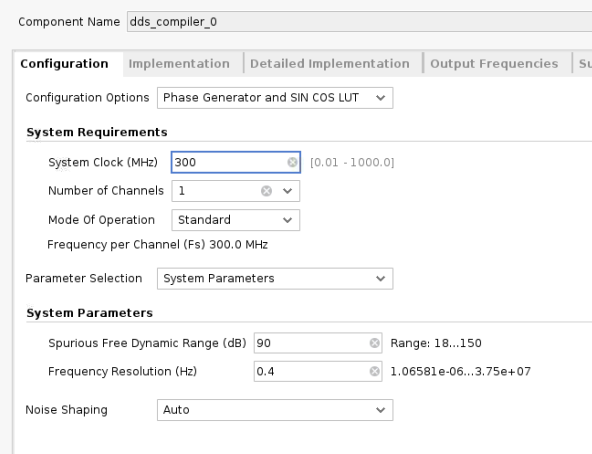 Component Name dds_compiler_0
Configuration Implementation Detailed Implementation Output Frequencies Su
Configuration Options Phase Generator and SIN COS LUT
System Requirements
System Clock (MHz) 300 [0.01 - 1000.0]
Number of Channels 1
Mode Of Operation Standard
Frequency per Channel (Fs) 300.0 MHz
Parameter Selection System Parameters
System Parameters
Spurious Free Dynamic Range (dB) 90 Range: 18...150
Frequency Resolution (Hz) 0.4 1.06581e-06...3.75e+07
Noise Shaping Auto